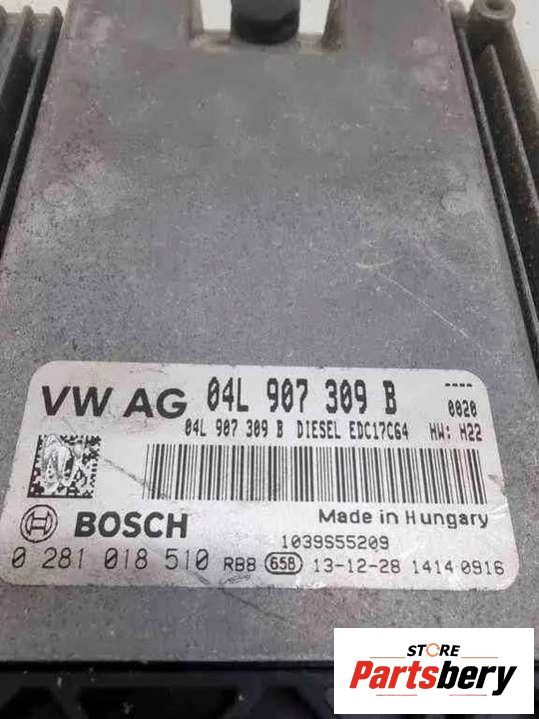 VW AG 04L 907 309 B ----
0020
04L 907 309 B DIESEL EDC17C64 HW: H22
BOSCH Made in Hungary
1039S55209
0 281 018 510 RBB 658 13-12-28 1414 0916
STORE
Partsbery